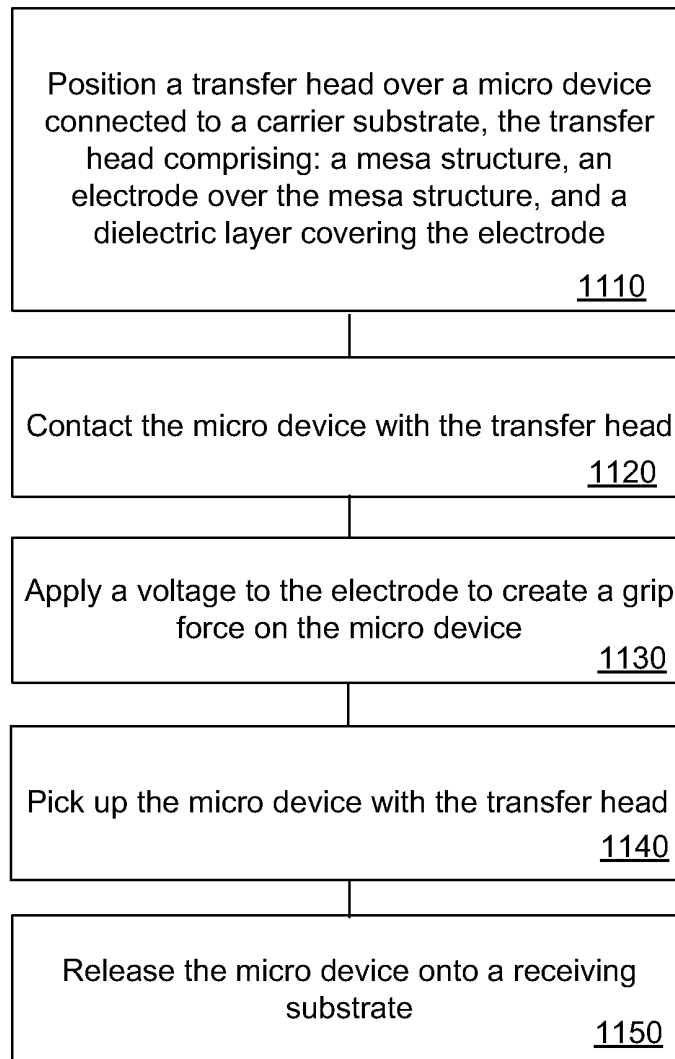 Position a transfer head over a micro device
connected to a carrier substrate, the transfer
head comprising: a mesa structure, an
electrode over the mesa structure, and a
dielectric layer covering the electrode
1110
Contact the micro device with the transfer head
1120
Apply a voltage to the electrode to create a grip
force on the micro device
1130
Pick up the micro device with the transfer head
1140
Release the micro device onto a receiving
substrate
1150